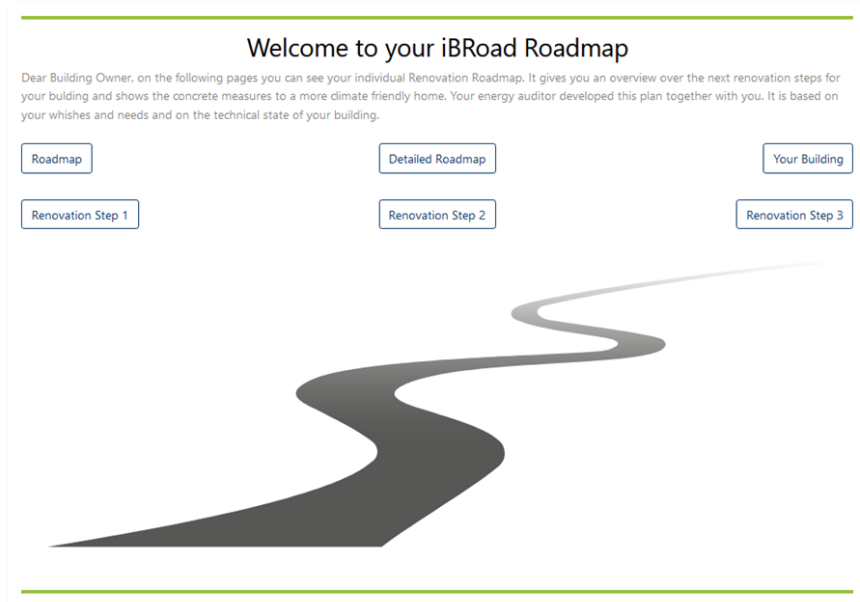 Welcome to your iBRoad Roadmap
Dear Building Owner, on the following pages you can see your individual Renovation Roadmap. It gives you an overview over the next renovation steps for
your bulding and shows the concrete measures to a more climate friendly home. Your energy auditor developed this plan together with you. It is based on
your whishes and needs and on the technical state of your building.
Roadmap Detailed Roadmap Your Building
Renovation Step 1 Renovation Step 2 Renovation Step 3